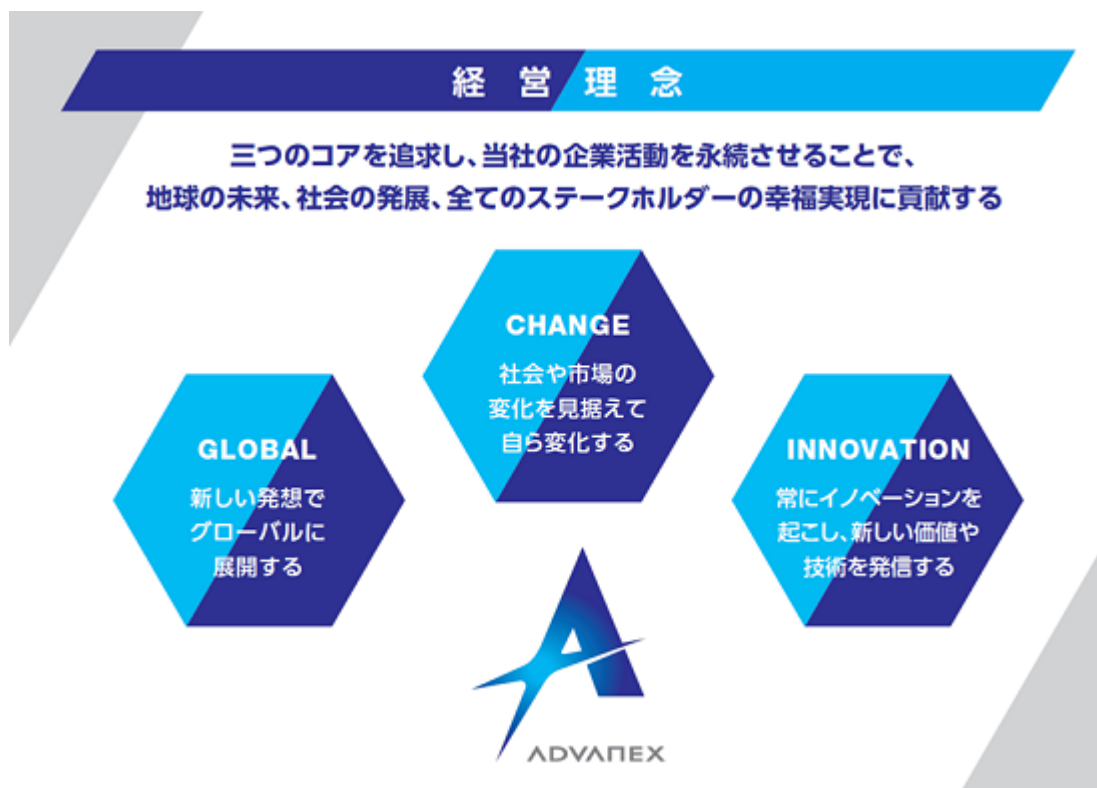 経営理念
三つのコアを追求し、当社の企業活動を永続させることで、
地球の未来、社会の発展、全てのステークホルダーの幸福実現に貢献する
CHANGE
社会や市場の
変化を見据えて
自ら変化する
GLOBAL
新しい発想で
グローバルに
展開する
INNOVATION
常にイノベーションを
起こし、新しい価値や
技術を発信する
ADVANEX